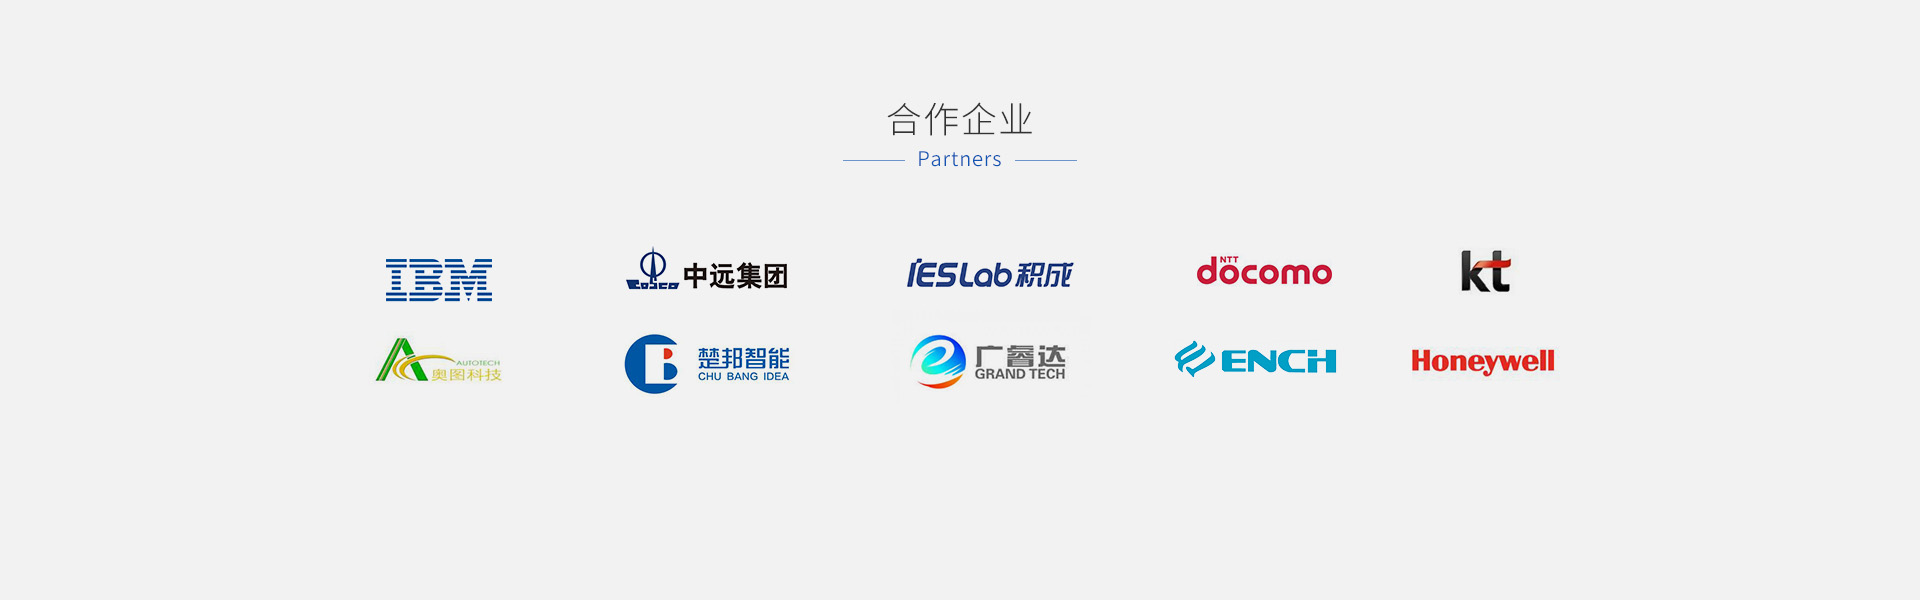 合作企业
Partners
IBM
COSCO 中远集团
iESLab 积成
NTT
docomo
kt
AUTOTECH
奥图科技
楚邦智能
CHU BANG IDEA
广睿达
GRAND TECH
ENCH
Honeywell